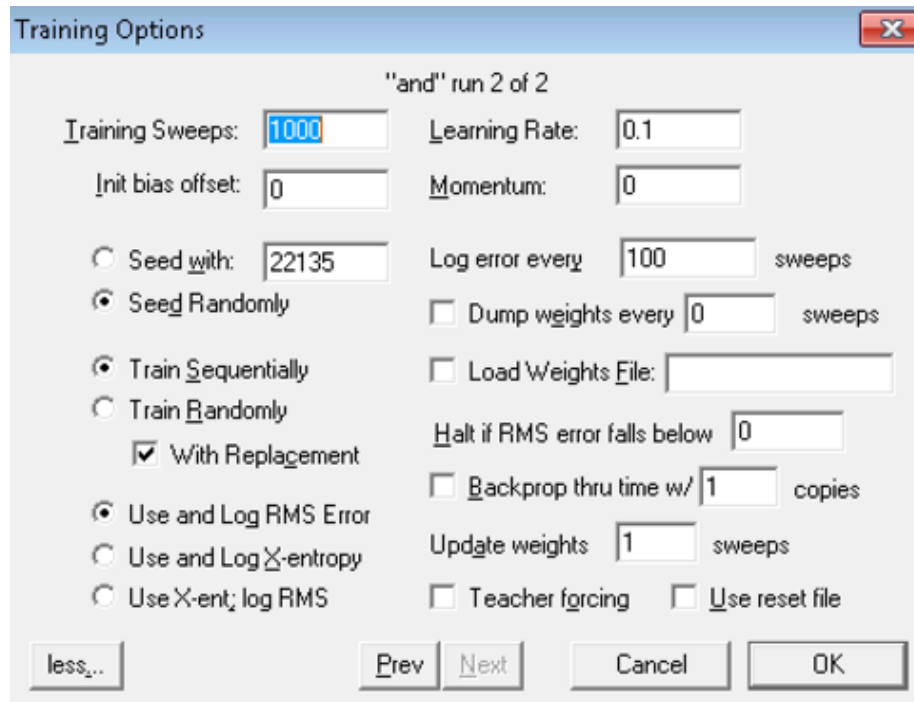 Training Options
"and" run 2 of 2
Training Sweeps: 1000 Learning Rate: 0.1
Init bias offset: 0 Momentum: 0
Seed with: 22135 Log error every 100 sweeps
Seed Randomly
Dump weights every 0 sweeps
Train Sequentially Load Weights File:
Train Randomly
Halt if RMS error falls below 0
With Replacement
Backprop thru time w/ 1 copies
Use and Log RMS Error
Update weights 1 sweeps
Use and Log X-entropy
Use X-ent; log RMS Teacher forcing Use reset file
less... Prev Next Cancel OK